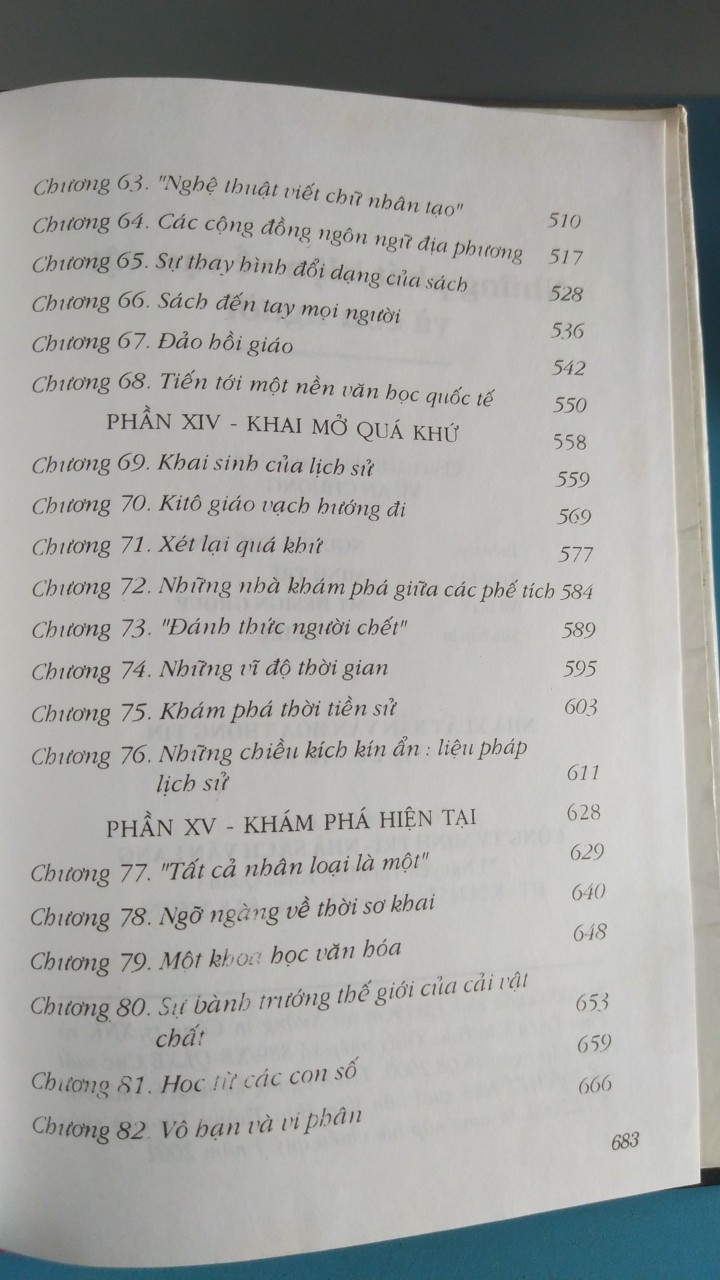 Chương 63. "Nghệ thuật viết chữ nhân tạo" 510
Chương 64. Các cộng đồng ngôn ngữ địa phương 517
Chương 65. Sự thay hình đổi dạng của sách 528
Chương 66. Sách đến tay mọi người 536
Chương 67. Đảo hồi giáo 542
Chương 68. Tiến tới một nền văn học quốc tế 550
PHẦN XIV - KHAI MỞ QUÁ KHỨ 558
Chương 69. Khai sinh của lịch sử 559
Chương 70. Kitô giáo vạch hướng đi 569
Chương 71. Xét lại quá khứ 577
Chương 72. Những nhà khám phá giữa các phế tích 584
Chương 73. "Đánh thức người chết" 589
Chương 74. Những vĩ độ thời gian 595
Chương 75. Khám phá thời tiền sử 603
Chương 76. Những chiều kích kín ẩn : liệu pháp
lịch sử 611
PHẦN XV - KHÁM PHÁ HIỆN TẠI 628
Chương 77. "Tất cả nhân loại là một" 629
Chương 78. Ngỡ ngàng về thời sơ khai 640
Chương 79. Một khoa học văn hóa 648
Chương 80. Sự bành trướng thế giới của cải vật
chất 653
Chương 81. Học từ các con số 659
Chương 82. Vô hạn và vi phân 666
683